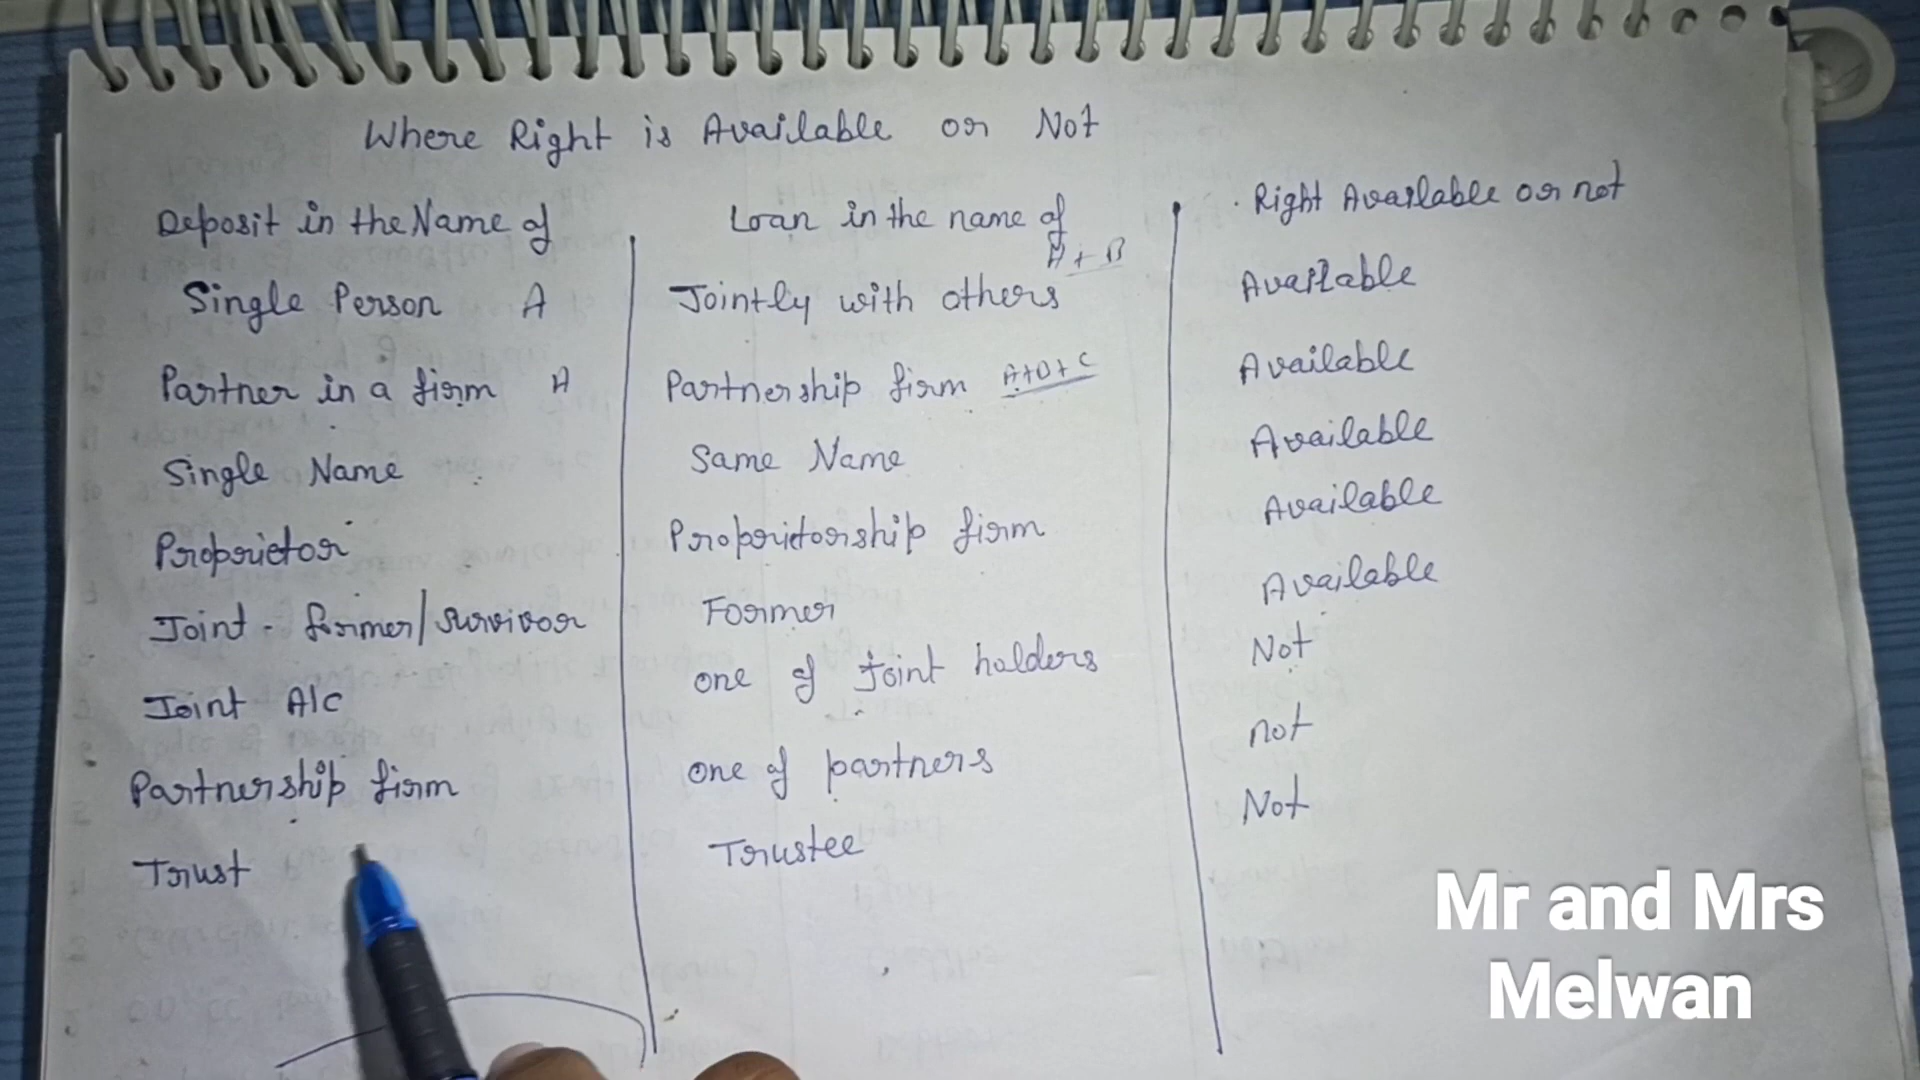 Where Right is Available or Not
Deposit in the Name of Loan in the name of Right Available or not
Single Person A Jointly with others A + B Available
Partner in a firm A Partnership firm A+B+C Available
Single Name Same Name Available
Proprietor Proprietorship firm Available
Joint - former/survivor Former Available
Joint A/c one of Joint holders Not
Partnership firm one of partners not
Trust Trustee Not
Mr and Mrs
Melwan